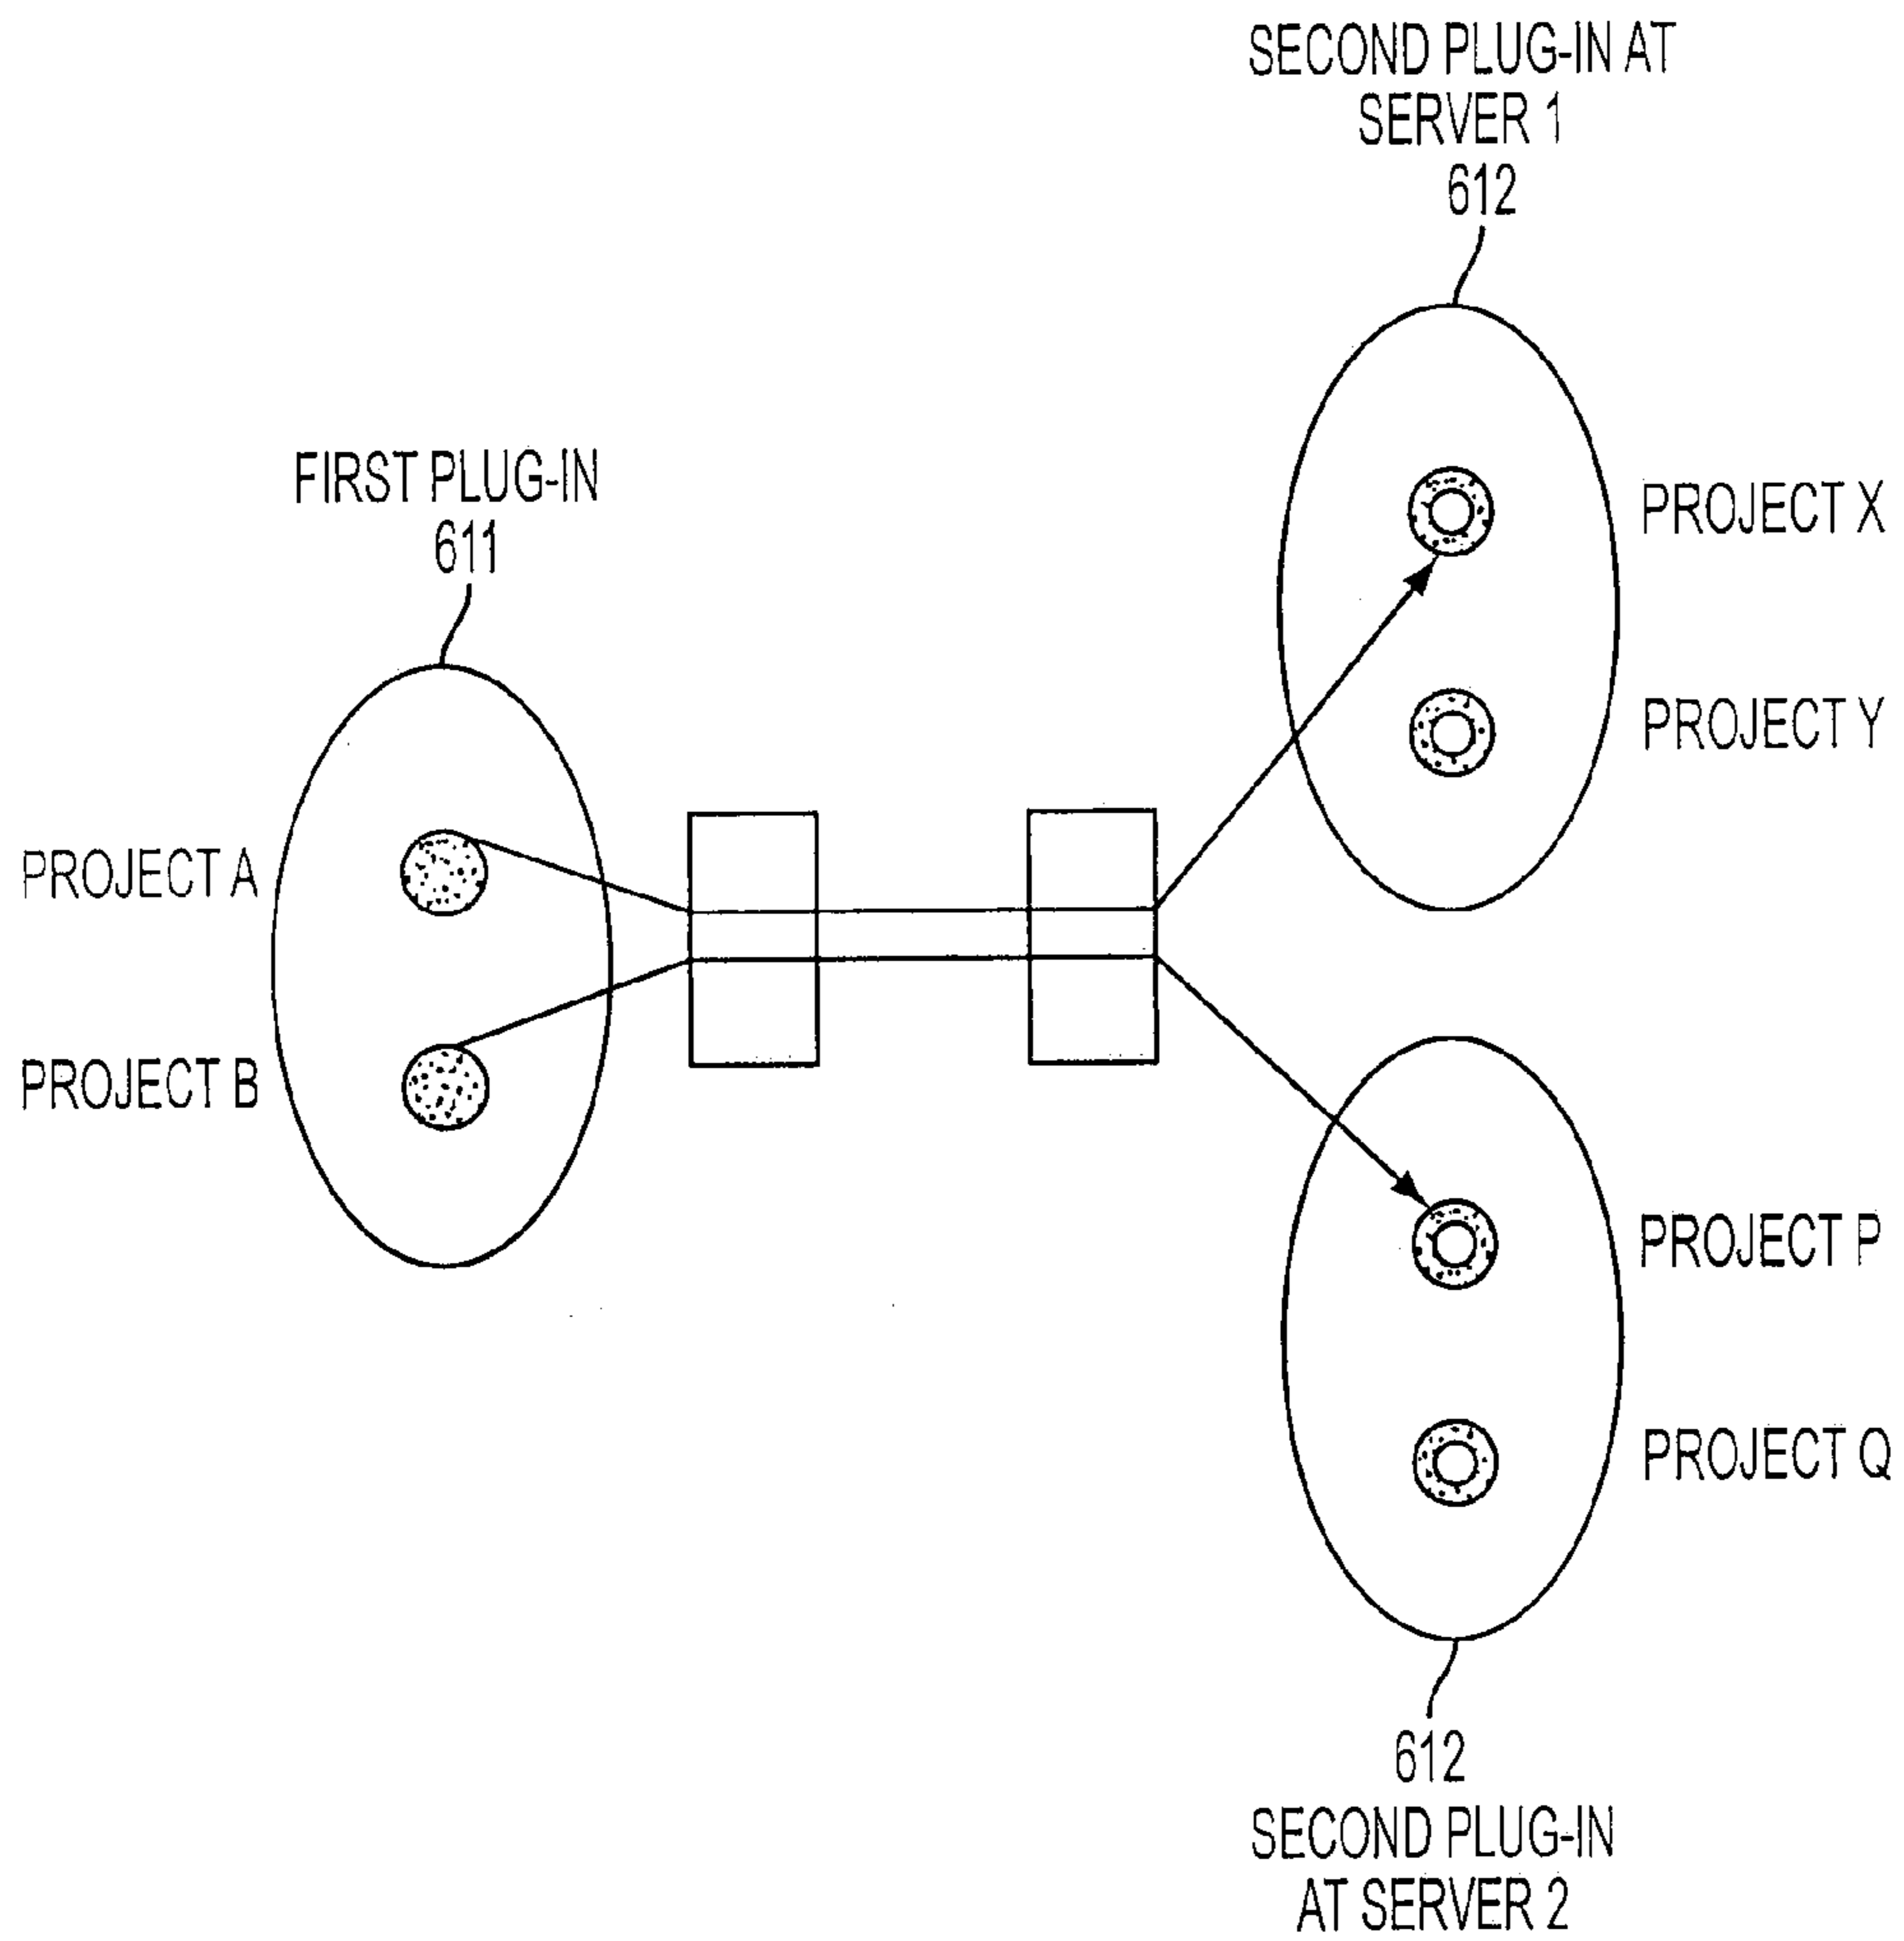 SECOND PLUG-IN AT
SERVER 1
612
FIRST PLUG-IN
611
PROJECT X
PROJECT Y
PROJECT A
PROJECT B
PROJECT P
PROJECT Q
612
SECOND PLUG-IN
AT SERVER 2